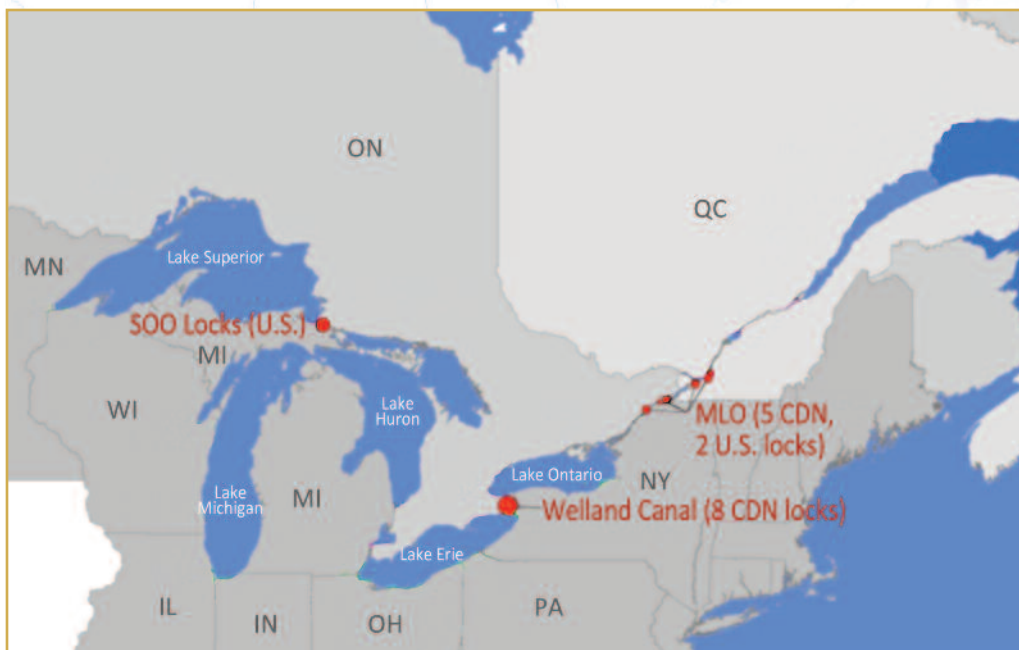 ON
QC
MN
Lake Superior
SOO Locks (U.S.)
MI
WI
Lake
Huron
MLO (5 CDN,
2 U.S. locks)
Lake Ontario
NY
Lake
Michigan
MI
Welland Canal (8 CDN locks)
Lake Erie
IL
IN
OH
PA